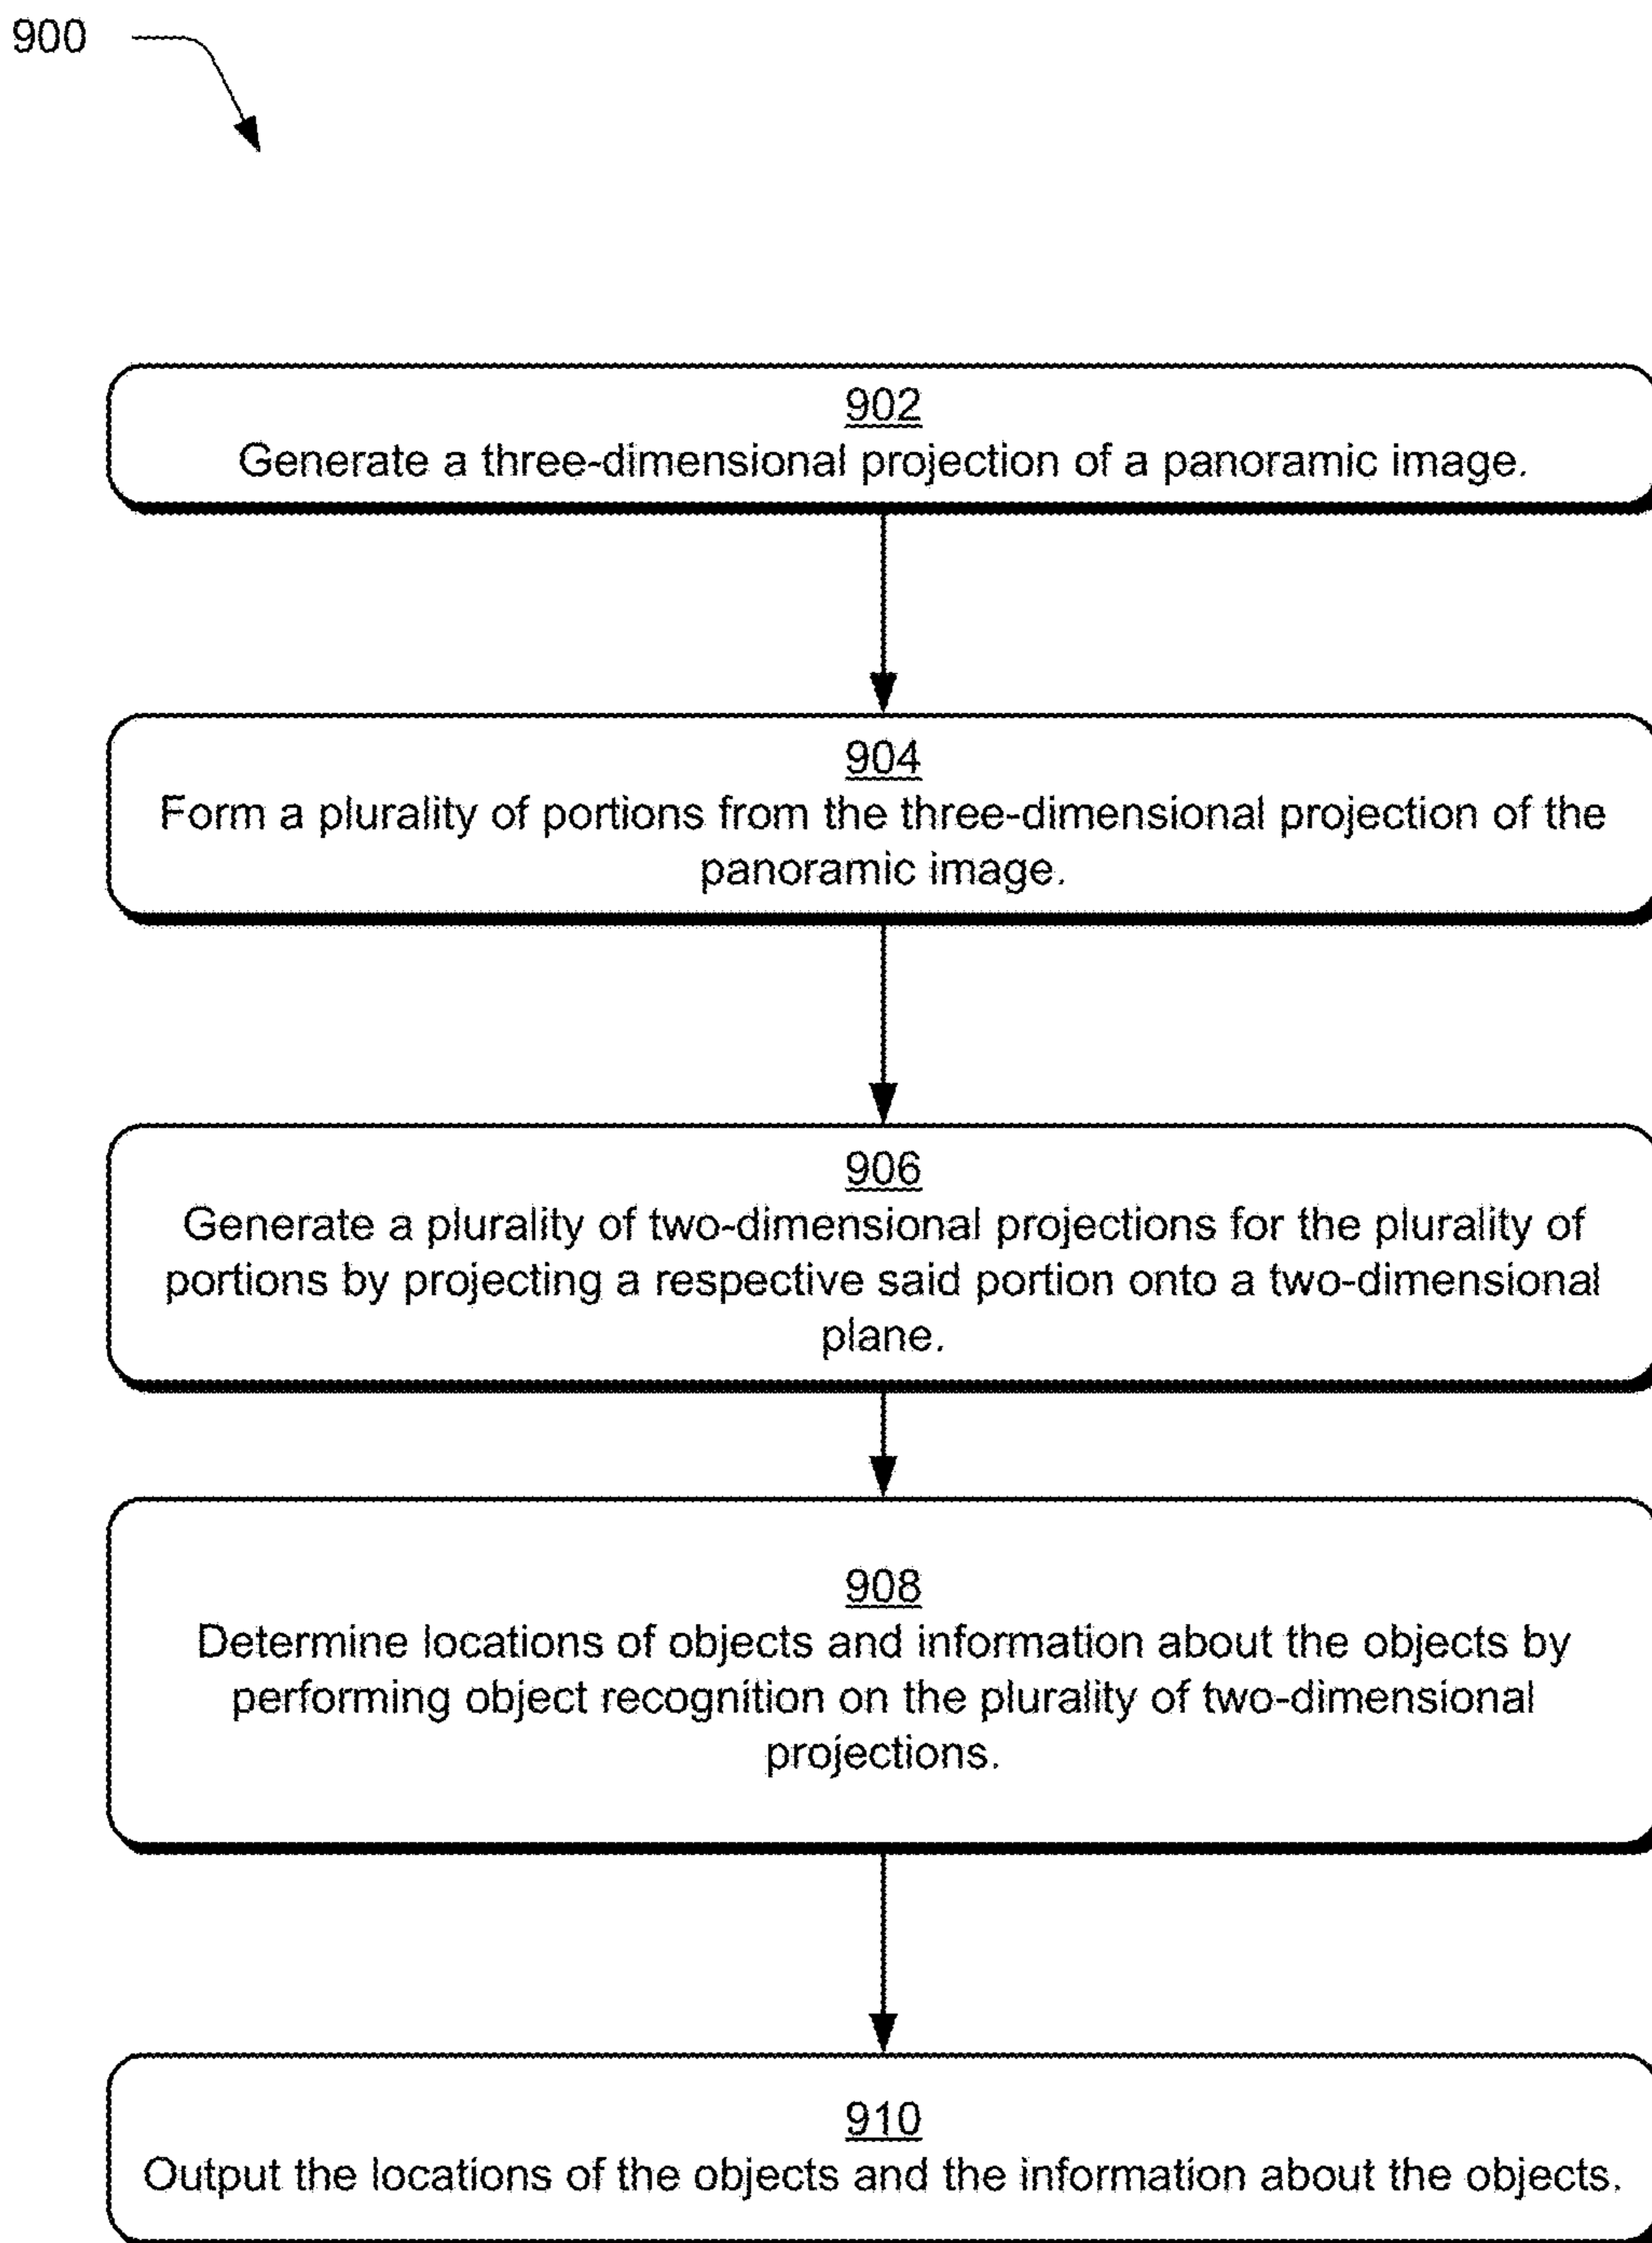 900
902
Generate a three-dimensional projection of a panoramic image.
904
Form a plurality of portions from the three-dimensional projection of the
panoramic image.
906
Generate a plurality of two-dimensional projections for the plurality of
portions by projecting a respective said portion onto a two-dimensional
plane.
908
Determine locations of objects and information about the objects by
performing object recognition on the plurality of two-dimensional
projections.
910
Output the locations of the objects and the information about the objects.